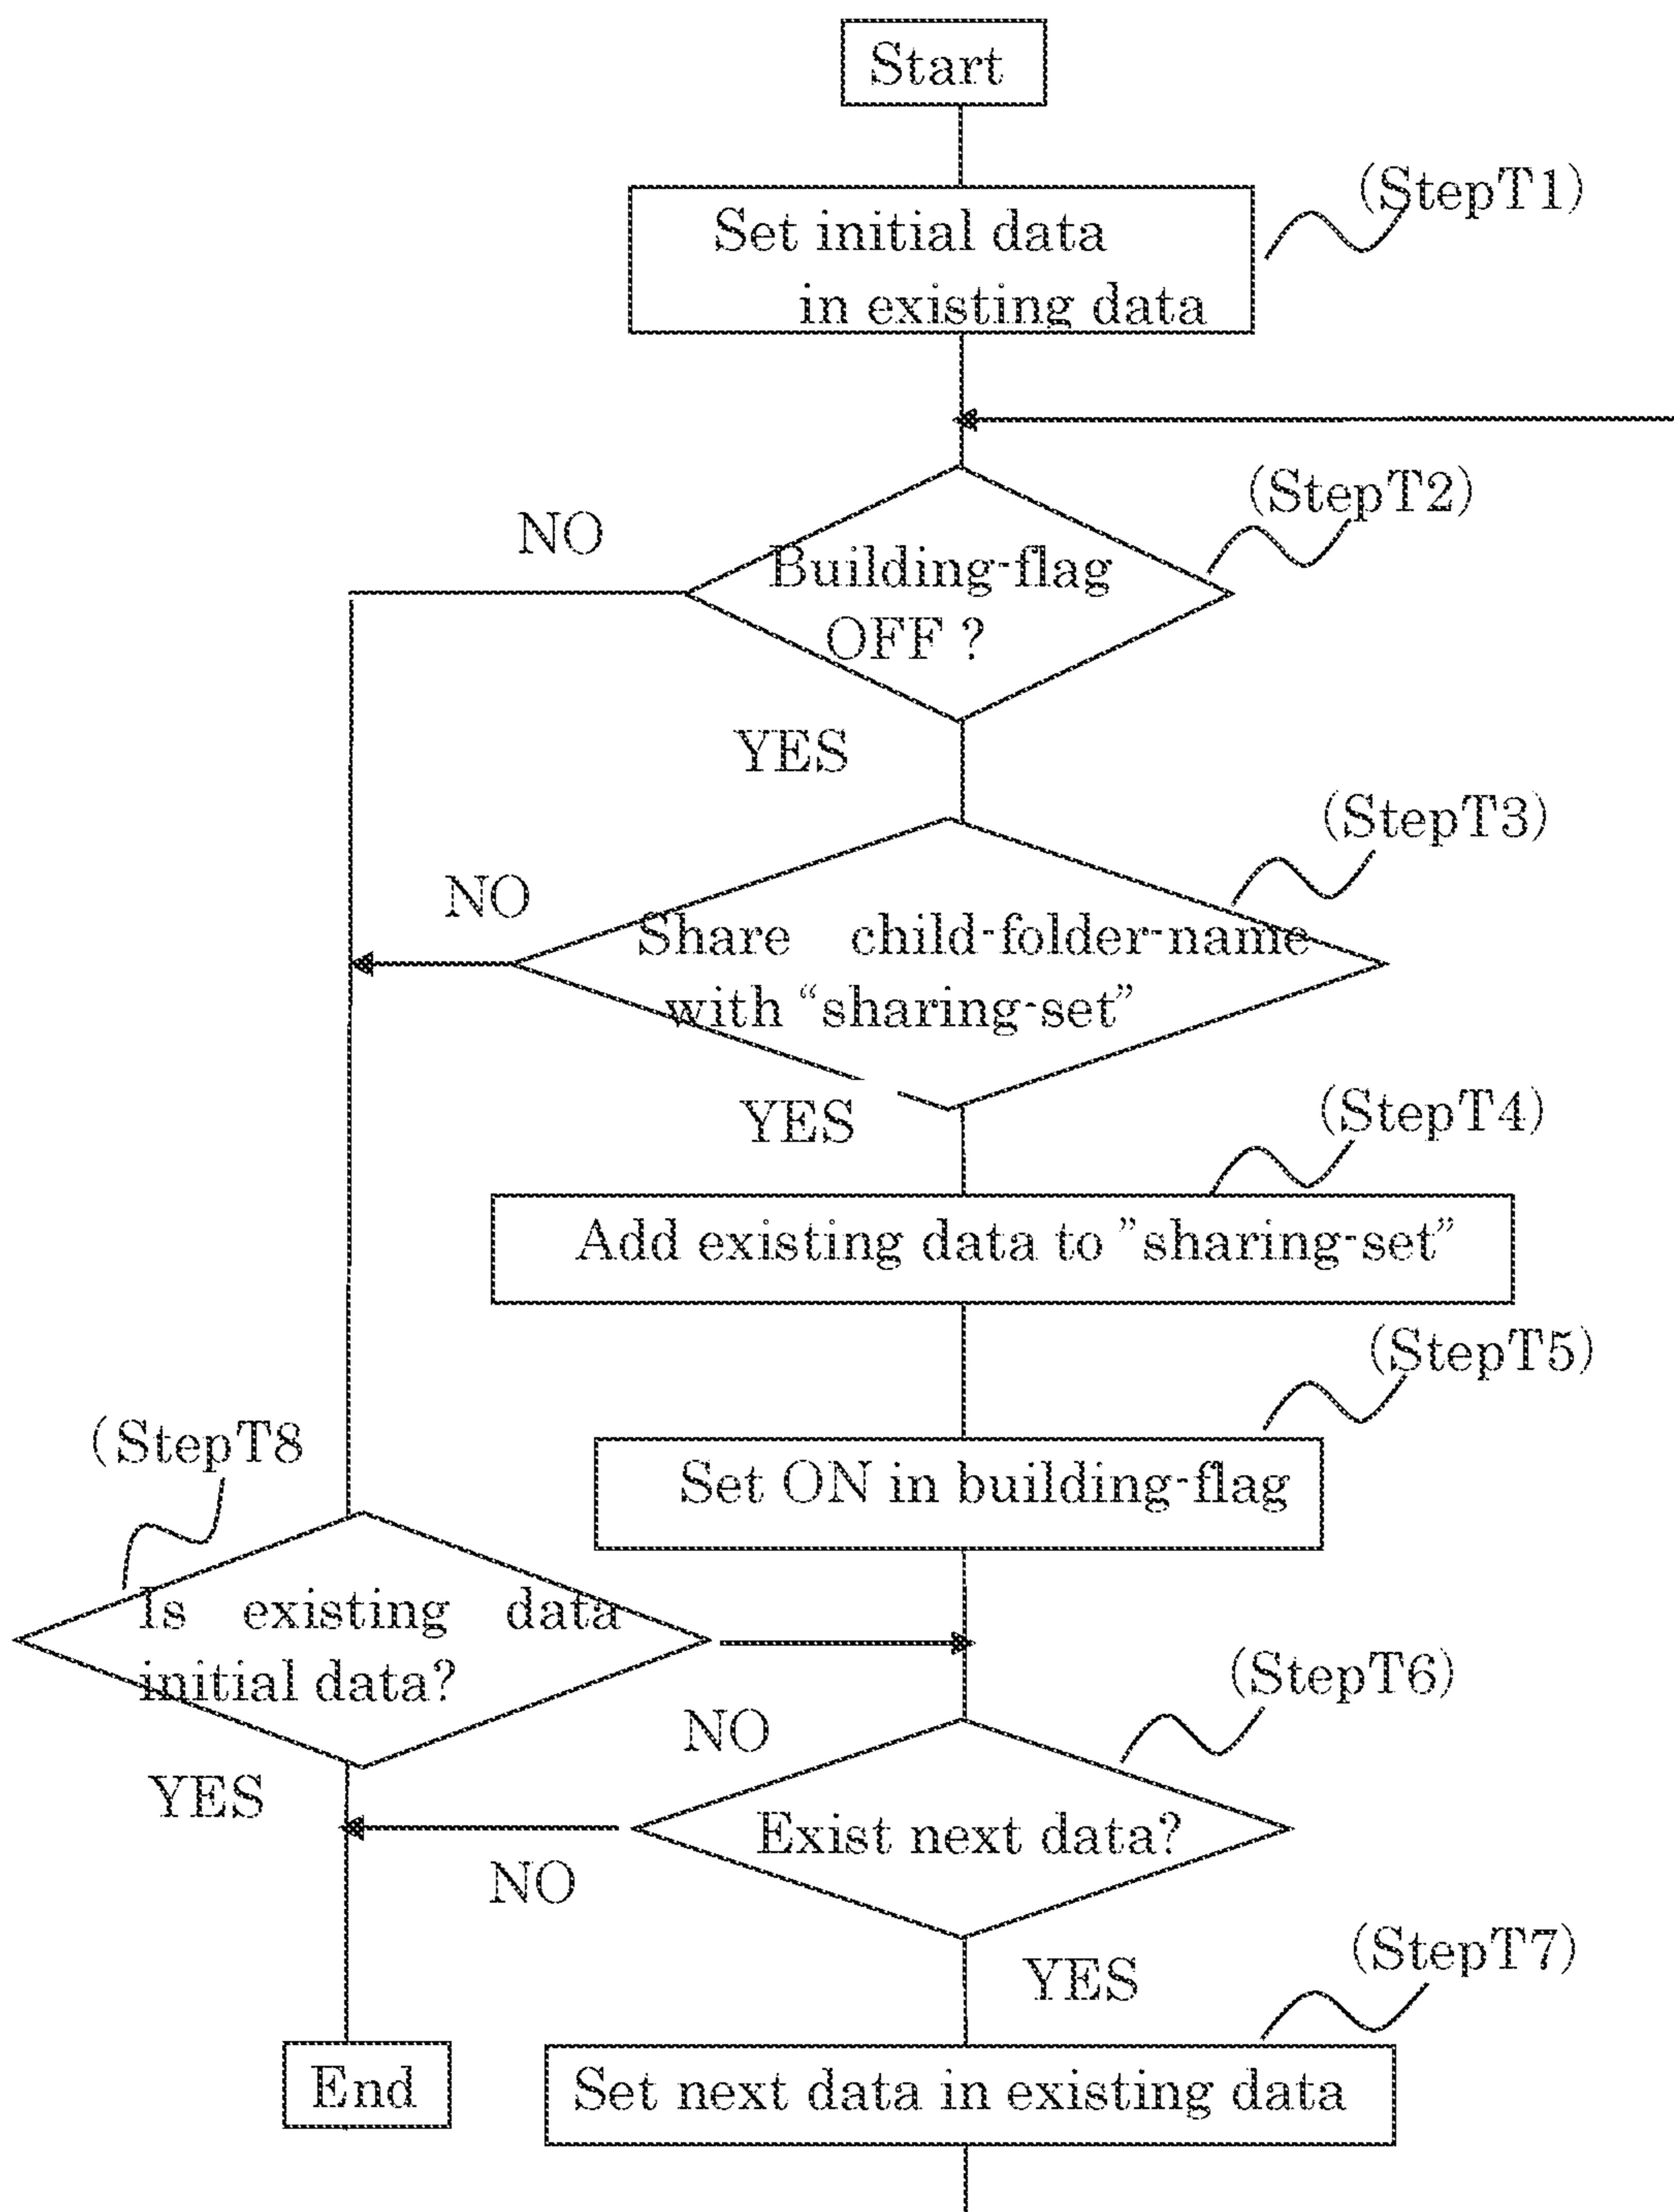 Start
(StepT1)
Set initial data
in existing data
(StepT2)
NO
Building-flag
OFF ?
YES
(StepT3)
NO
Share child-folder-name
with “sharing-set”
YES
(StepT4)
Add existing data to ”sharing-set”
(StepT5)
Set ON in building-flag
(StepT8
Is existing data
initial data?
(StepT6)
NO
YES
Exist next data?
NO
(StepT7)
YES
End
Set next data in existing data